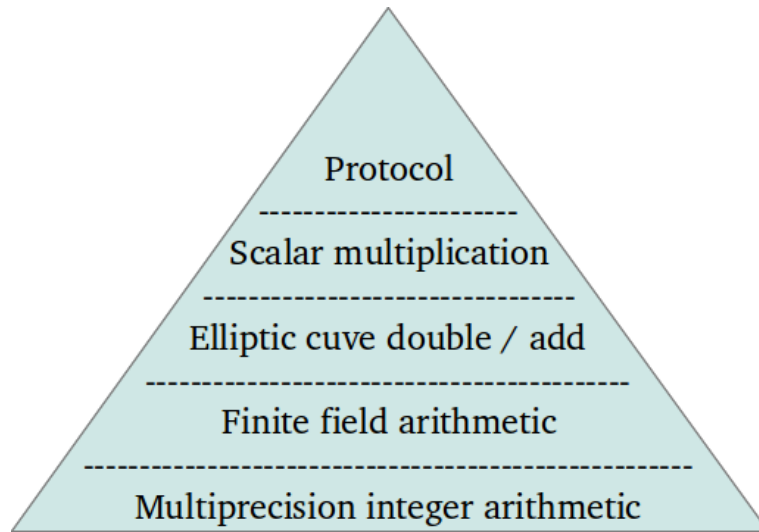 Protocol
Scalar multiplication
Elliptic cuve double / add
Finite field arithmetic
Multiprecision integer arithmetic